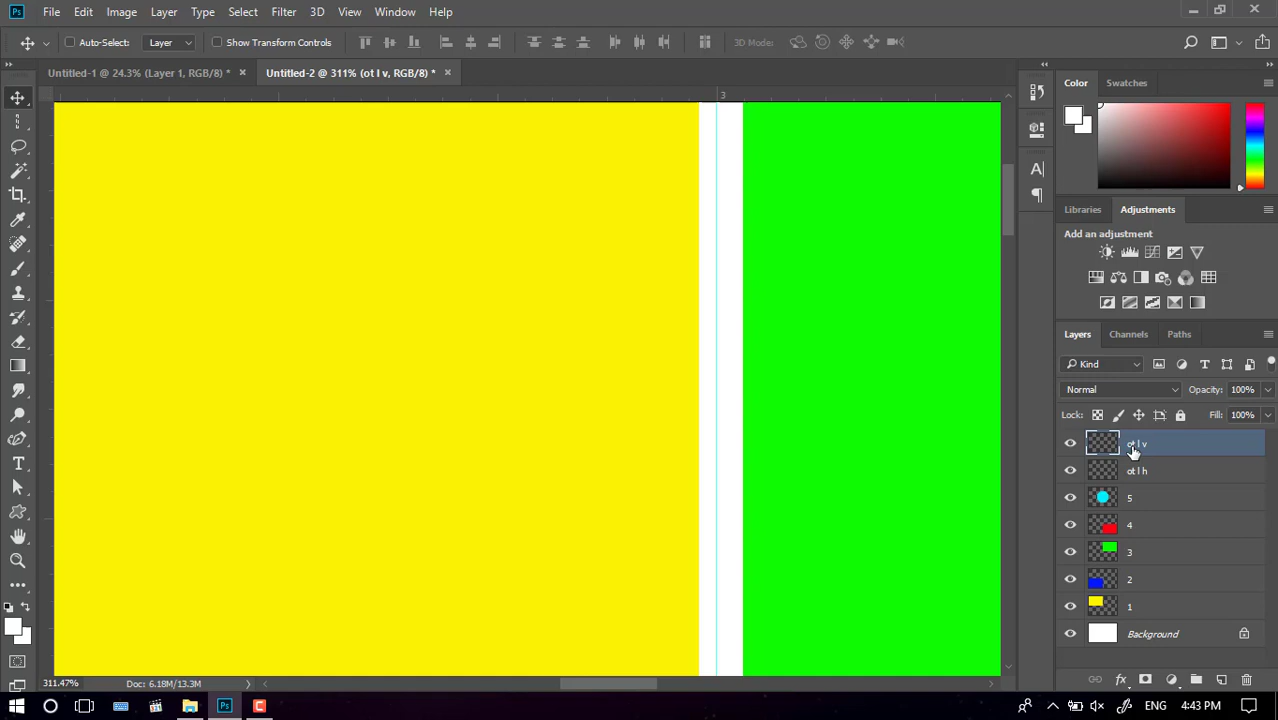 Ps File Edit Image Layer Type Select Filter 3D View Window Help
Auto-Select: Layer Show Transform Controls 3D Mode:
Untitled-1 @ 24.3% (Layer 1, RGB/8) * Untitled-2 @ 311% (ot l v, RGB/8) *
3
Color Swatches
Libraries Adjustments
Add an adjustment
Layers Channels Paths
Kind
Normal Opacity: 100%
Lock: Fill: 100%
ot l v
ot l h
5
4
3
2
1
Background
311.47% Doc: 6.18M/13.3M
Ps ENG 4:43 PM